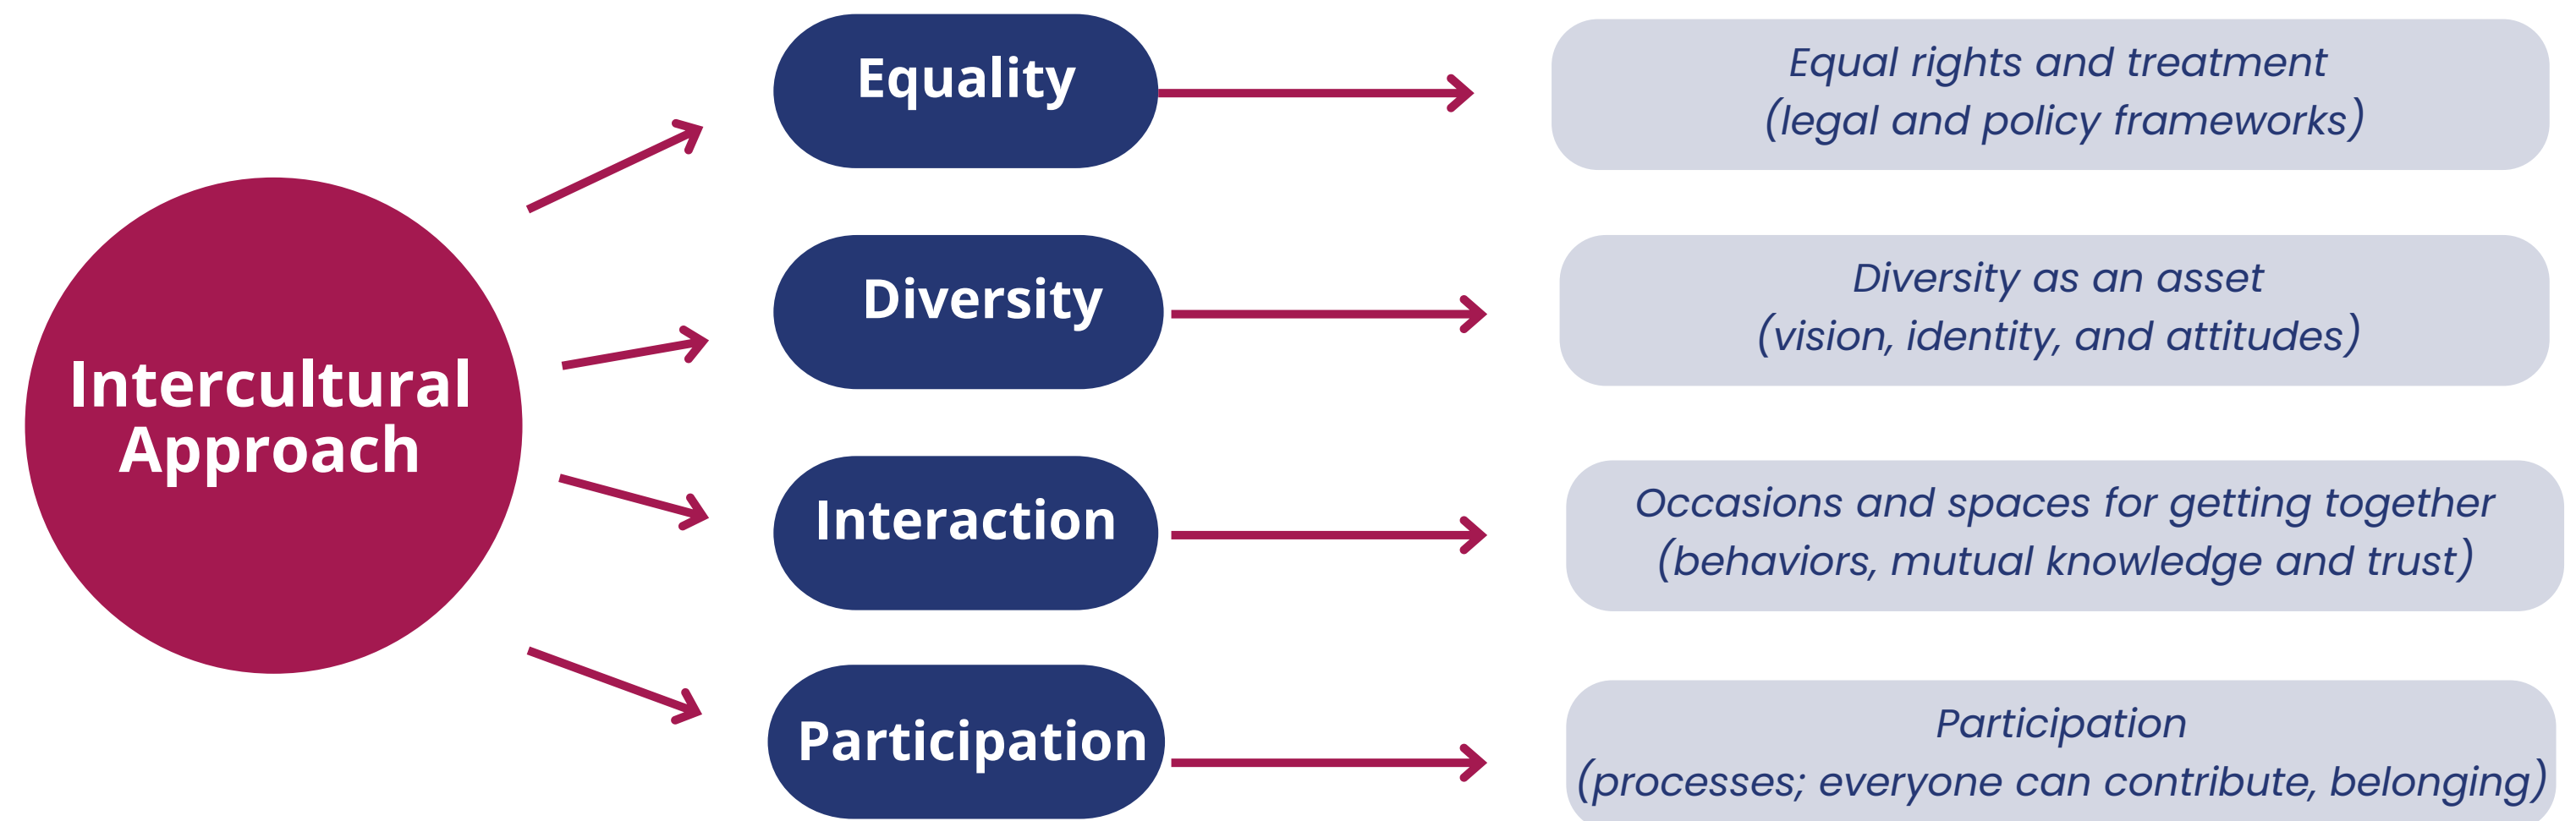 Intercultural
Approach
Equality
Equal rights and treatment
(legal and policy frameworks)
Diversity
Diversity as an asset
(vision, identity, and attitudes)
Interaction
Occasions and spaces for getting together
(behaviors, mutual knowledge and trust)
Participation
Participation
(processes; everyone can contribute, belonging)